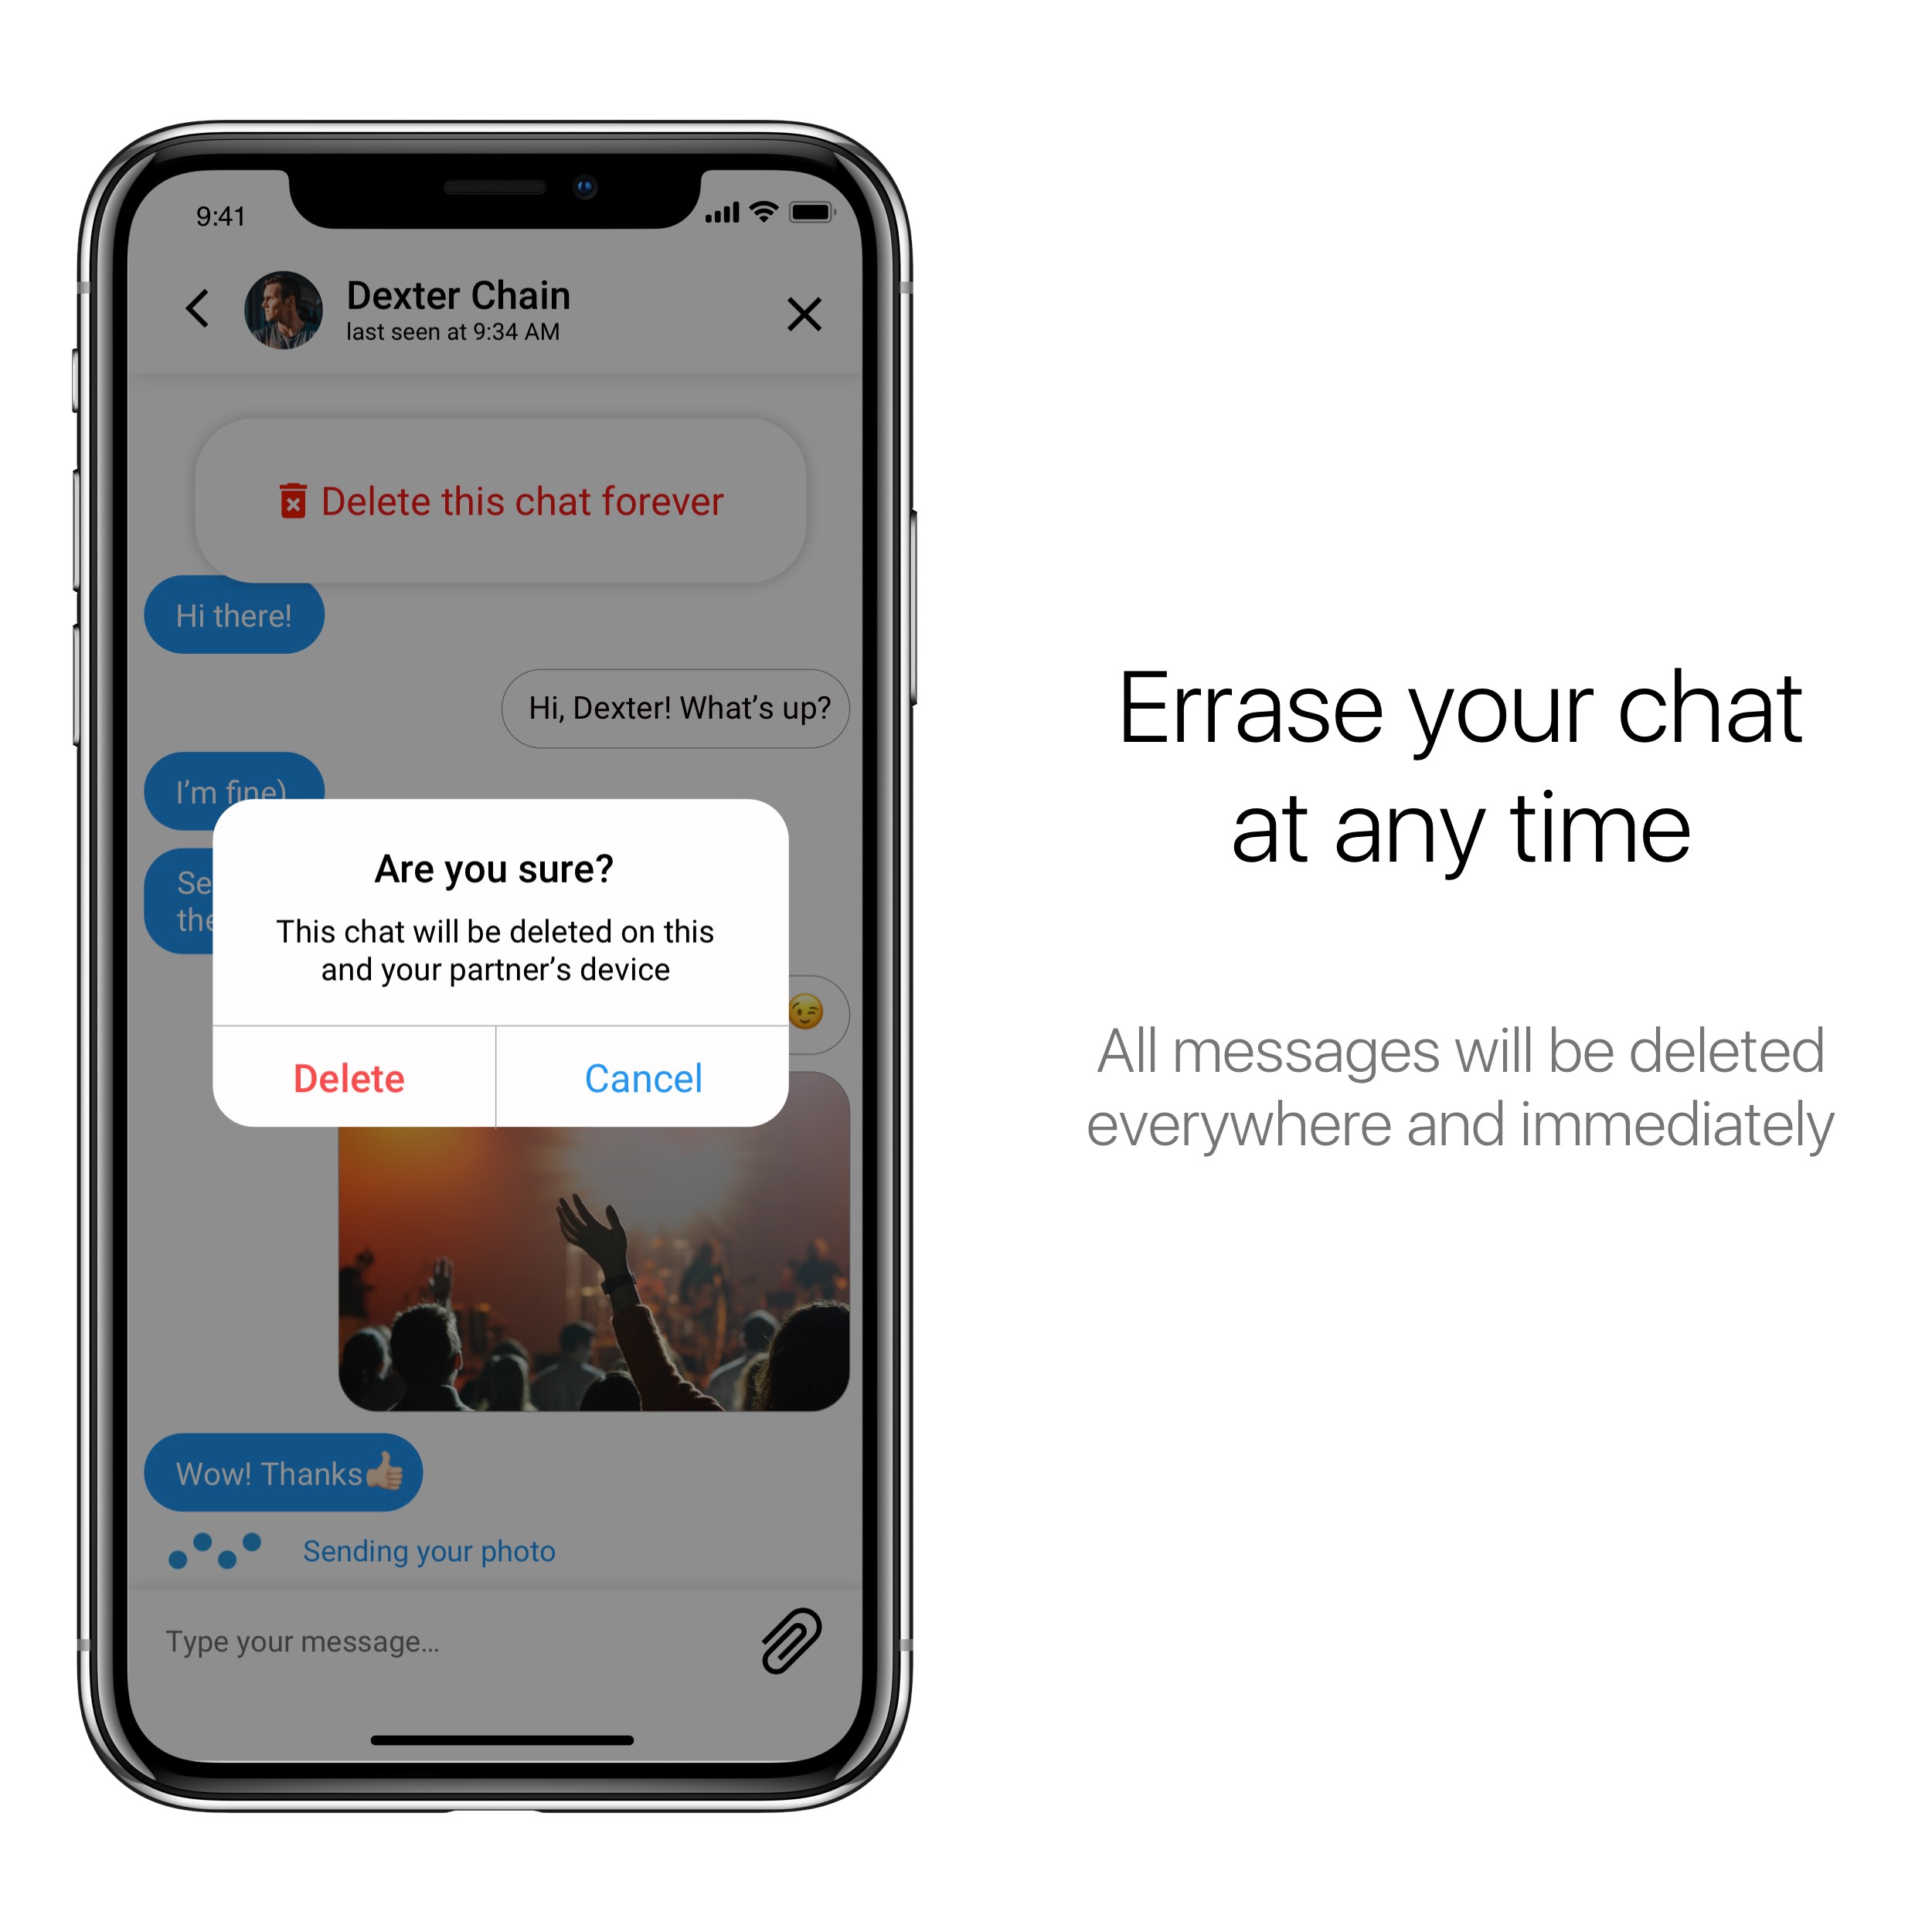 9:41
Dexter Chain
last seen at 9:34 AM
Delete this chat forever
Hi there!
Hi, Dexter! What’s up?
I’m fine)
Are you sure?
This chat will be deleted on this
and your partner’s device
Delete
Cancel
Wow! Thanks👍🏻
Sending your photo
Type your message...
Errase your chat
at any time
All messages will be deleted
everywhere and immediately